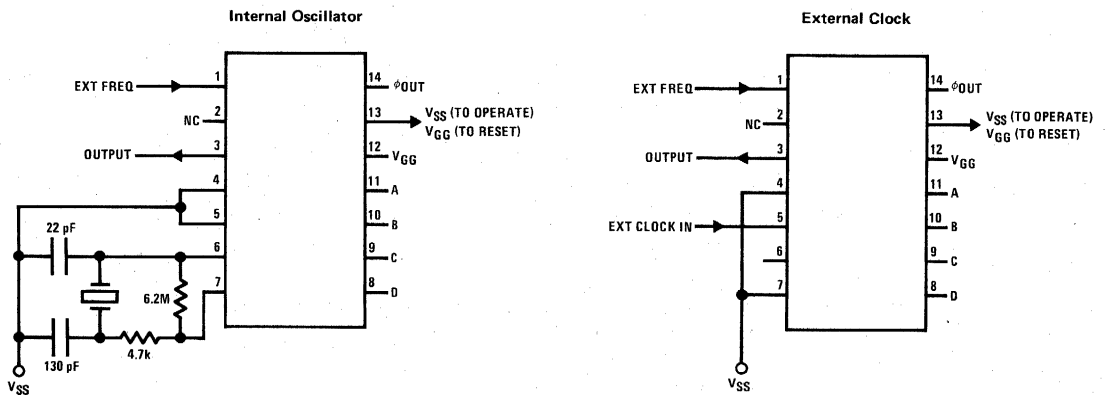 Internal Oscillator
EXT FREQ
1
NC
2
OUTPUT
3
4
5
22 pF
6
7
6.2M
4.7k
130 pF
VSS
14
φOUT
13
VSS (TO OPERATE)
VGG (TO RESET)
12
VGG
11
A
10
B
9
C
8
D
External Clock
EXT FREQ
1
NC
2
OUTPUT
3
4
EXT CLOCK IN
5
6
7
VSS
14
φOUT
13
VSS (TO OPERATE)
VGG (TO RESET)
12
VGG
11
A
10
B
9
C
8
D